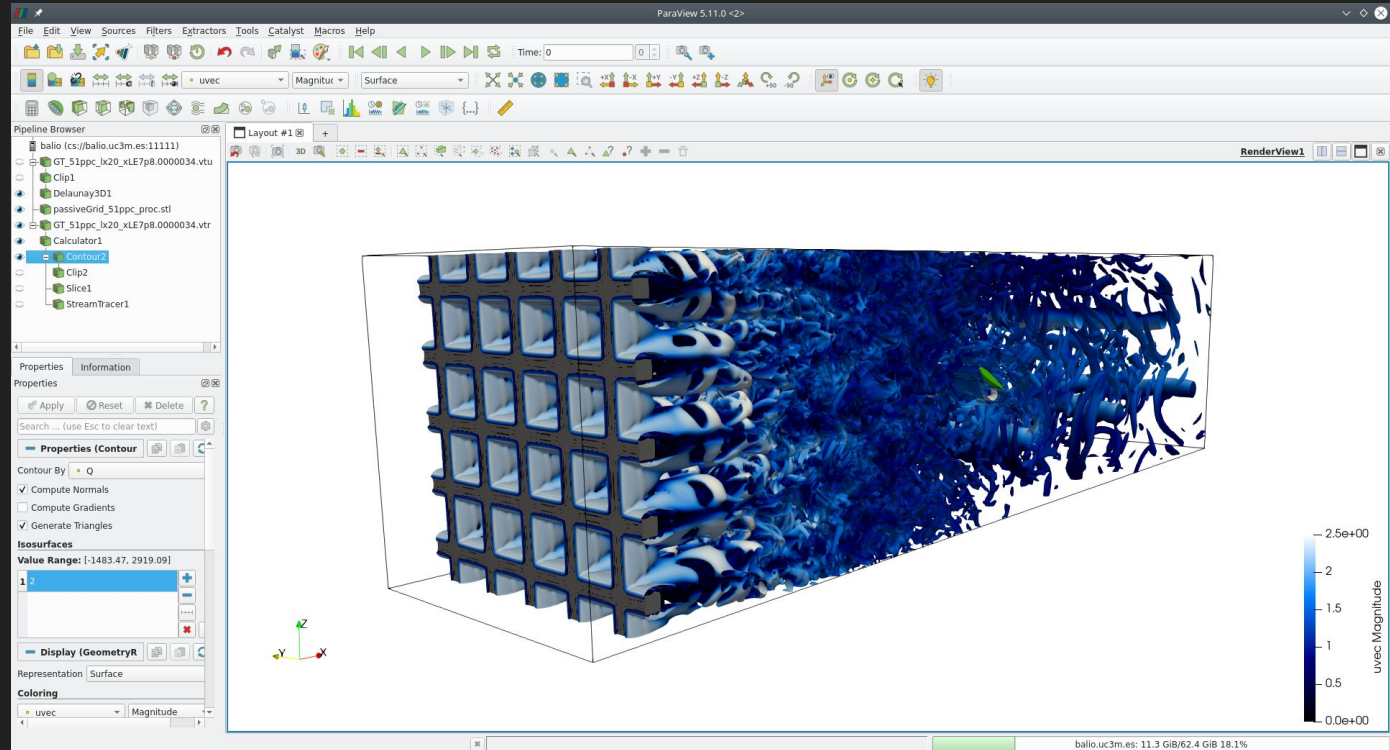 ParaView 5.11.0 <2>
File Edit View Sources Filters Extractors Tools Catalyst Macros Help
Time: 0 0
uvec Magnituc Surface +X -X +Y -Y +Z -Z +90 -90
Pipeline Browser
Layout #1 +
balio (cs://balio.uc3m.es:11111)
3D
RenderView1
GT_51ppc_lx20_xLE7p8.0000034.vtu
Clip1
Delaunay3D1
passiveGrid_51ppc_proc.stl
GT_51ppc_lx20_xLE7p8.0000034.vtr
Calculator1
Contour2
Clip2
Slice1
StreamTracer1
Properties Information
Properties
Apply Reset Delete ?
Search ... (use Esc to clear text)
Properties (Contour
Contour By Q
Compute Normals
Compute Gradients
Generate Triangles
Isosurfaces
Value Range: [-1483.47, 2919.09]
1 2
Display (GeometryR
Representation Surface
Coloring
uvec Magnitude
Z
Y X
2.5e+00
2
1.5
1
0.5
0.0e+00
uvec Magnitude
balio.uc3m.es: 11.3 GiB/62.4 GiB 18.1%